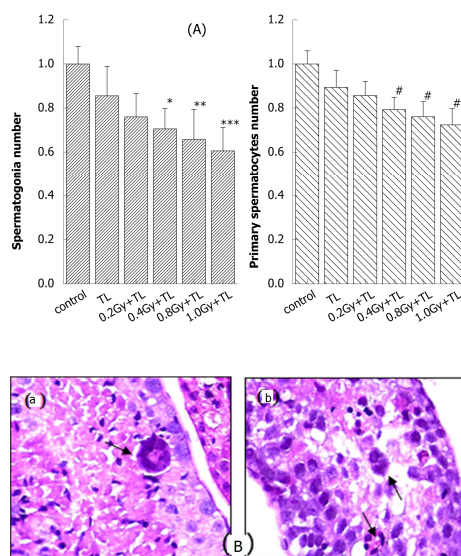 (A)
Spermatogonia number
1.2
1.0
0.8
0.6
0.4
0.2
0.0
*
**
***
control
TL
0.2Gy+TL
0.4Gy+TL
0.8Gy+TL
1.0Gy+TL
Primary spermatocytes number
1.2
1.0
0.8
0.6
0.4
0.2
0.0
#
#
#
control
TL
0.2Gy+TL
0.4Gy+TL
0.8Gy+TL
1.0Gy+TL
(a)
(b)
(B)